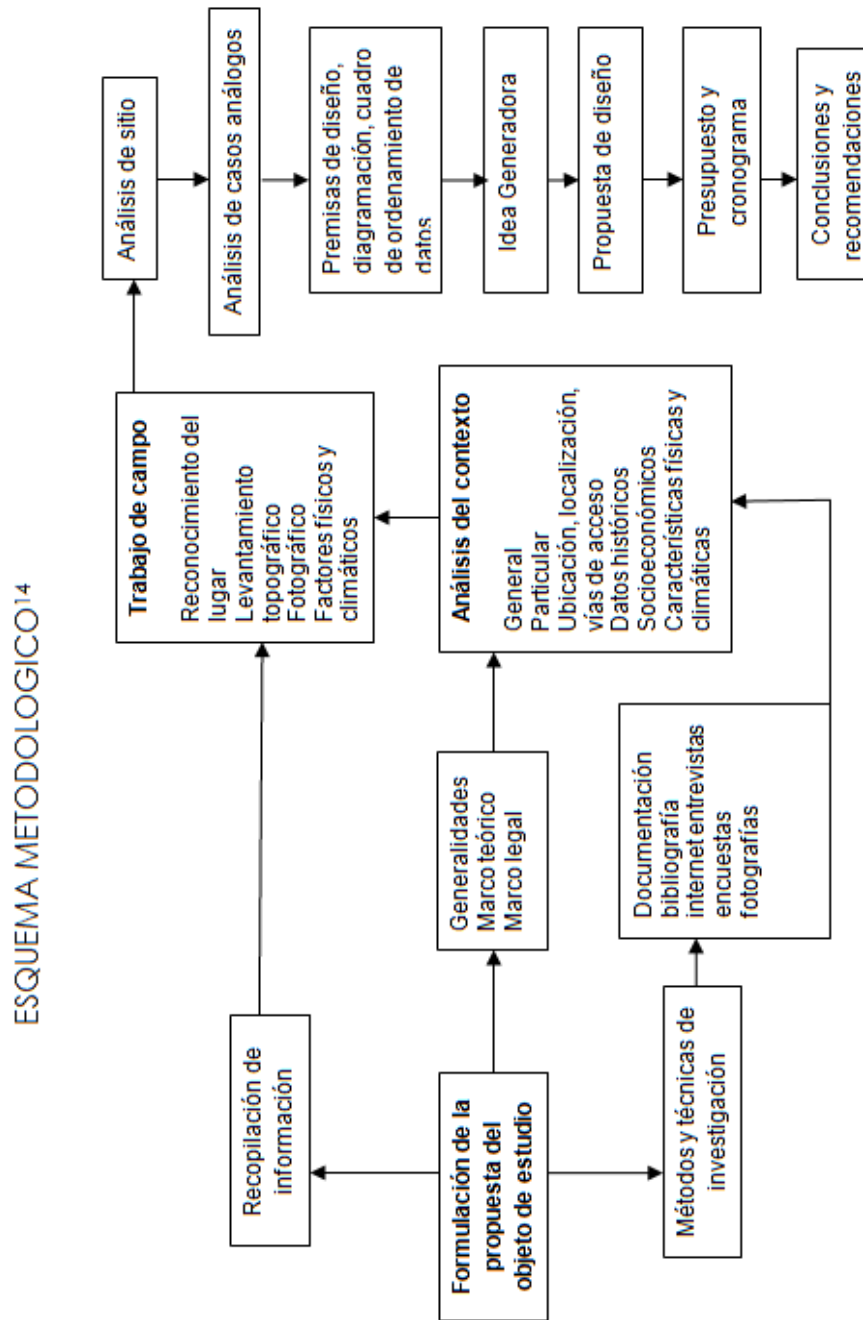 ESQUEMA METODOLOGICO¹⁴
Recopilación de
información
Formulación de la
propuesta del
objeto de estudio
Métodos y técnicas de
investigación
Generalidades
Marco teórico
Marco legal
Documentación
bibliografía
internet entrevistas
encuestas
fotografías
Trabajo de campo
Reconocimiento del
lugar
Levantamiento
topográfico
Fotográfico
Factores físicos y
climáticos
Análisis del contexto
General
Particular
Ubicación, localización,
vías de acceso
Datos históricos
Socioeconómicos
Características físicas y
climáticas
Análisis de sitio
Análisis de casos análogos
Premisas de diseño,
diagramación, cuadro
de ordenamiento de
datos
Idea Generadora
Propuesta de diseño
Presupuesto y
cronograma
Conclusiones y
recomendaciones